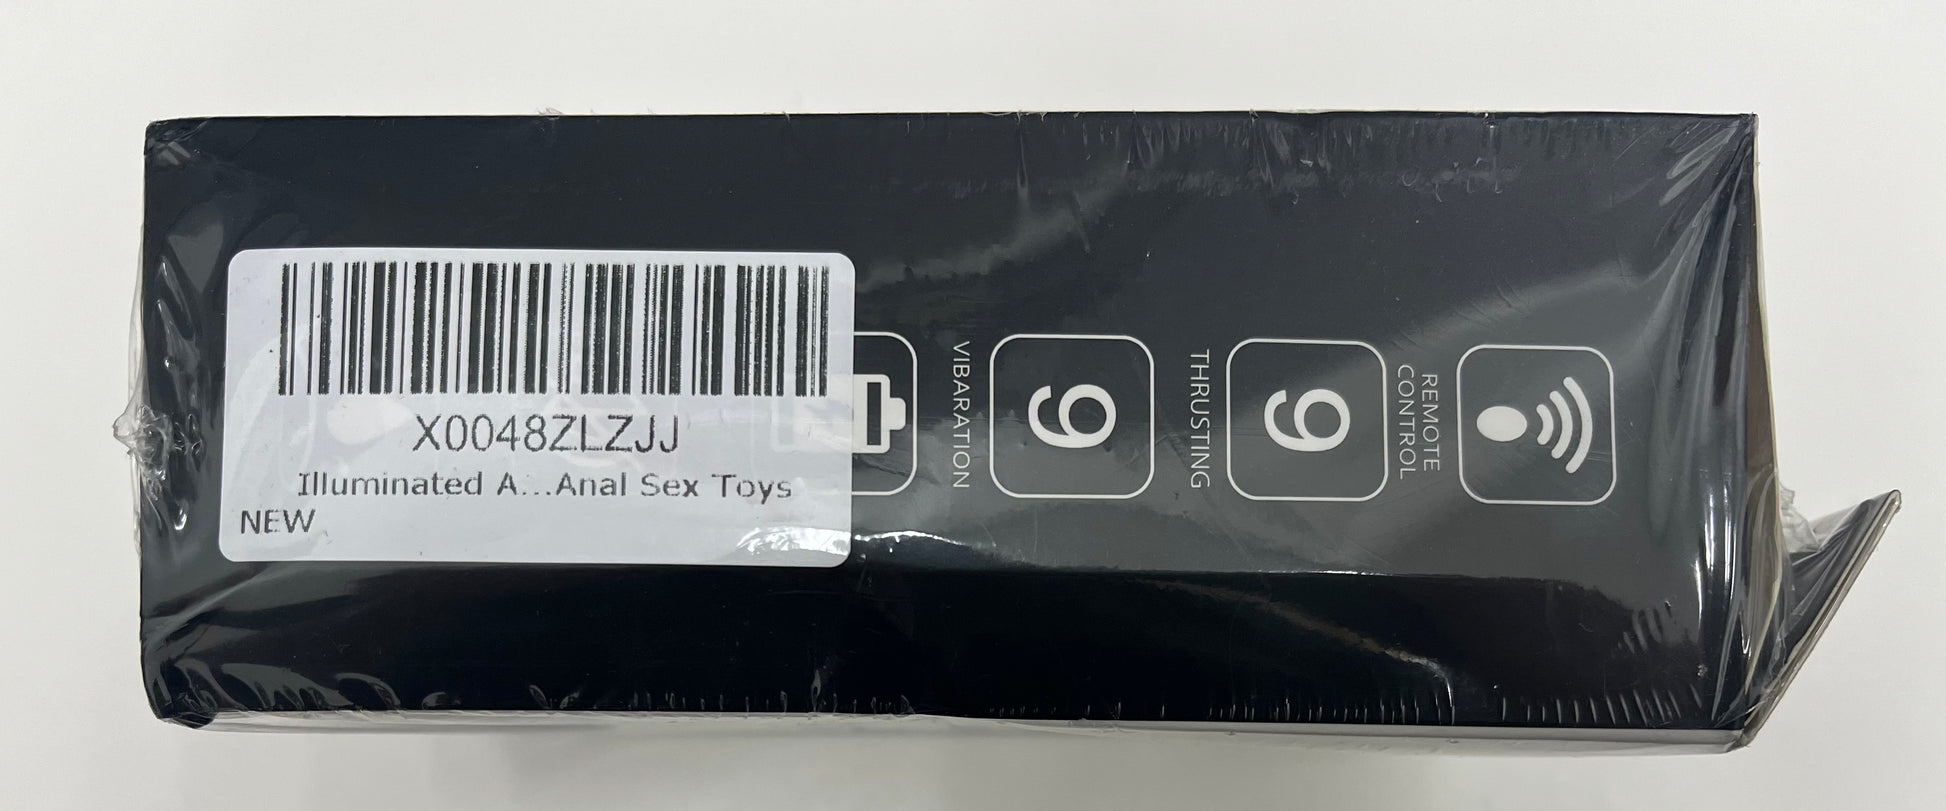 X0048ZLZJJ
Illuminated A...Anal Sex Toys
NEW
VIBARATION
9
THRUSTING
9
REMOTE
CONTROL